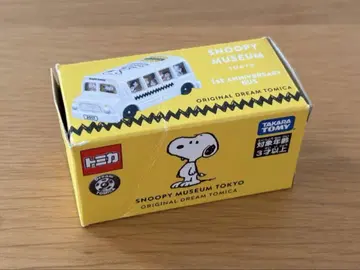 SNOOPY
MUSEUM
TOKYO
1st ANNIVERSARY
BUS
ORIGINAL DREAM TOMICA
TAKARA
TOMY
対象年齢
3才以上
トミカ
SNOOPY MUSEUM TOKYO
ORIGINAL DREAM TOMICA